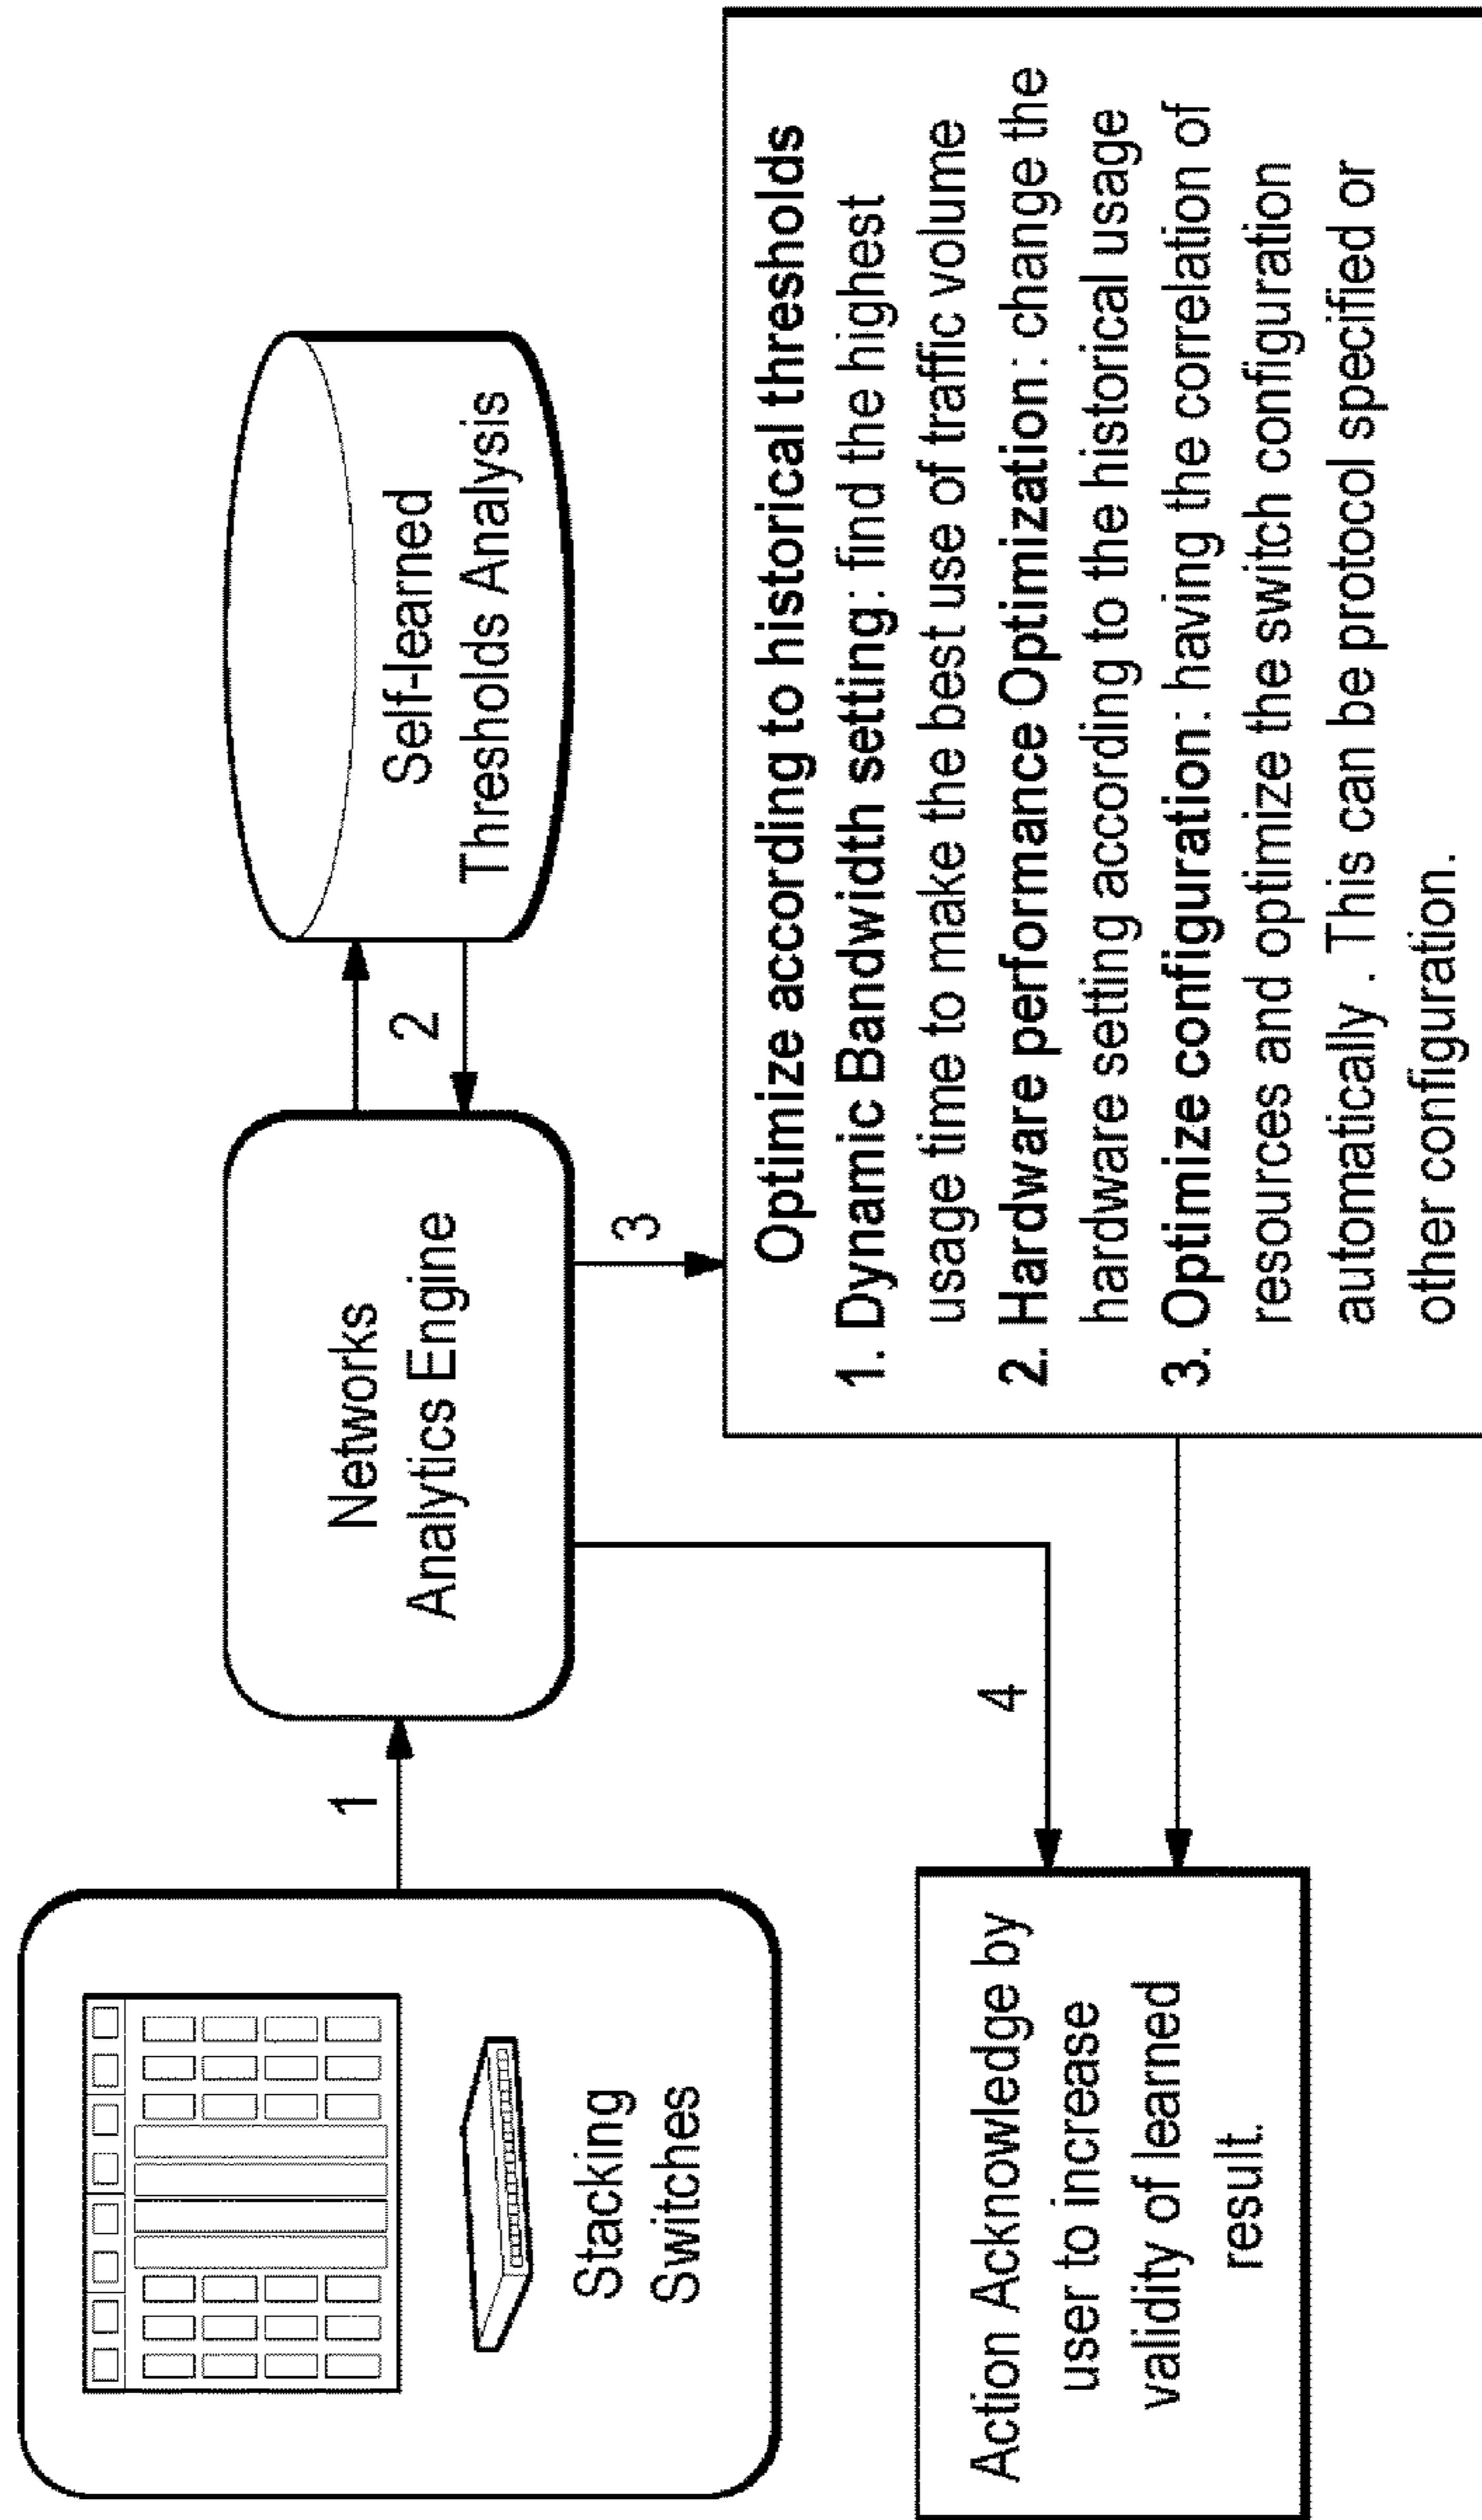 Stacking
Switches
1
Networks
Analytics Engine
2
Self-learned
Thresholds Analysis
3
4
Action Acknowledge by
user to increase
validity of learned
result.
Optimize according to historical thresholds
1. Dynamic Bandwidth setting: find the highest
usage time to make the best use of traffic volume
2. Hardware performance Optimization: change the
hardware setting according to the historical usage
3. Optimize configuration: having the correlation of
resources and optimize the switch configuration
automatically . This can be protocol specified or
other configuration.